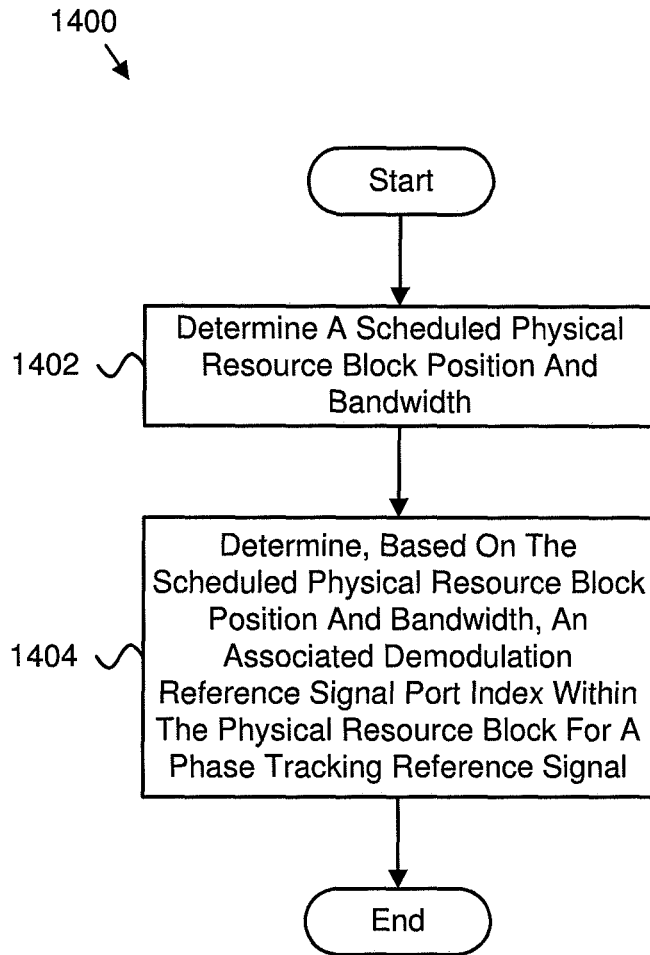 1400
Start
1402
Determine A Scheduled Physical
Resource Block Position And
Bandwidth
1404
Determine, Based On The
Scheduled Physical Resource Block
Position And Bandwidth, An
Associated Demodulation
Reference Signal Port Index Within
The Physical Resource Block For A
Phase Tracking Reference Signal
End